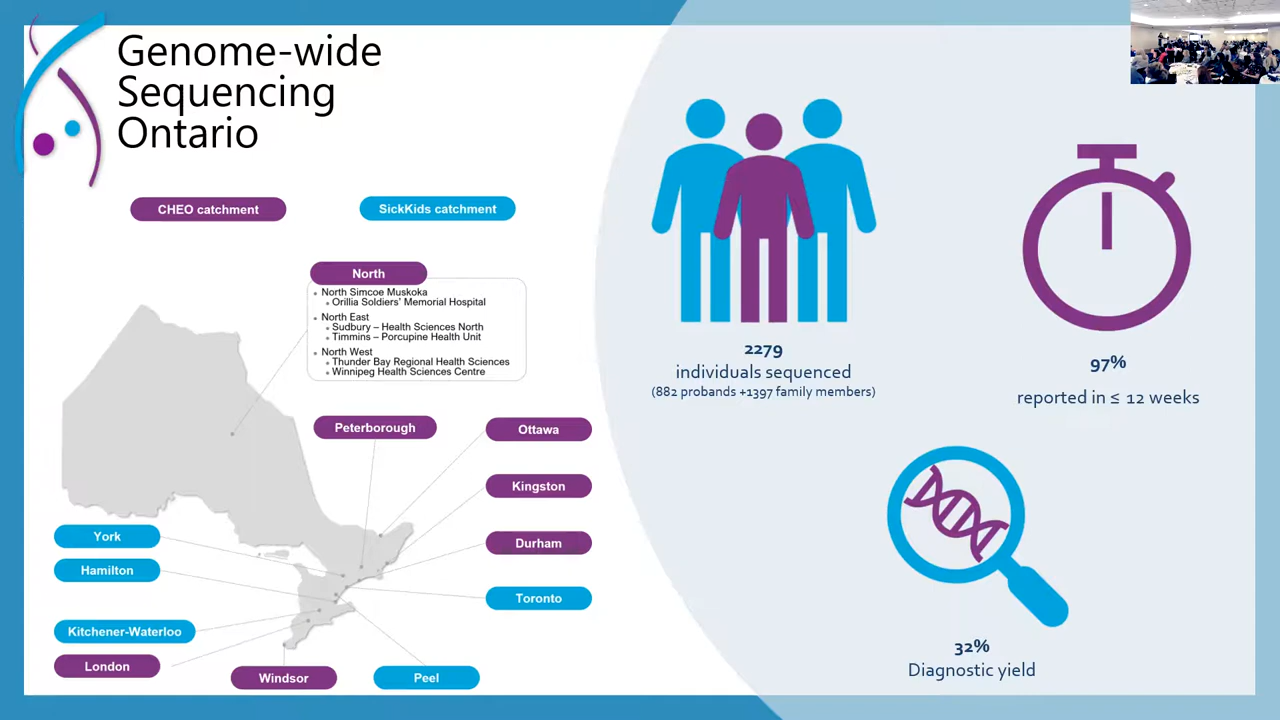 Genome-wide
Sequencing
Ontario
CHEO catchment
SickKids catchment
North
North Simcoe Muskoka
Orillia Soldiers' Memorial Hospital
North East
Sudbury – Health Sciences North
Timmins – Porcupine Health Unit
North West
Thunder Bay Regional Health Sciences
Winnipeg Health Sciences Centre
Peterborough
Ottawa
Kingston
Durham
Toronto
York
Hamilton
Kitchener-Waterloo
London
Windsor
Peel
2279
individuals sequenced
(882 probands +1397 family members)
97%
reported in ≤ 12 weeks
32%
Diagnostic yield